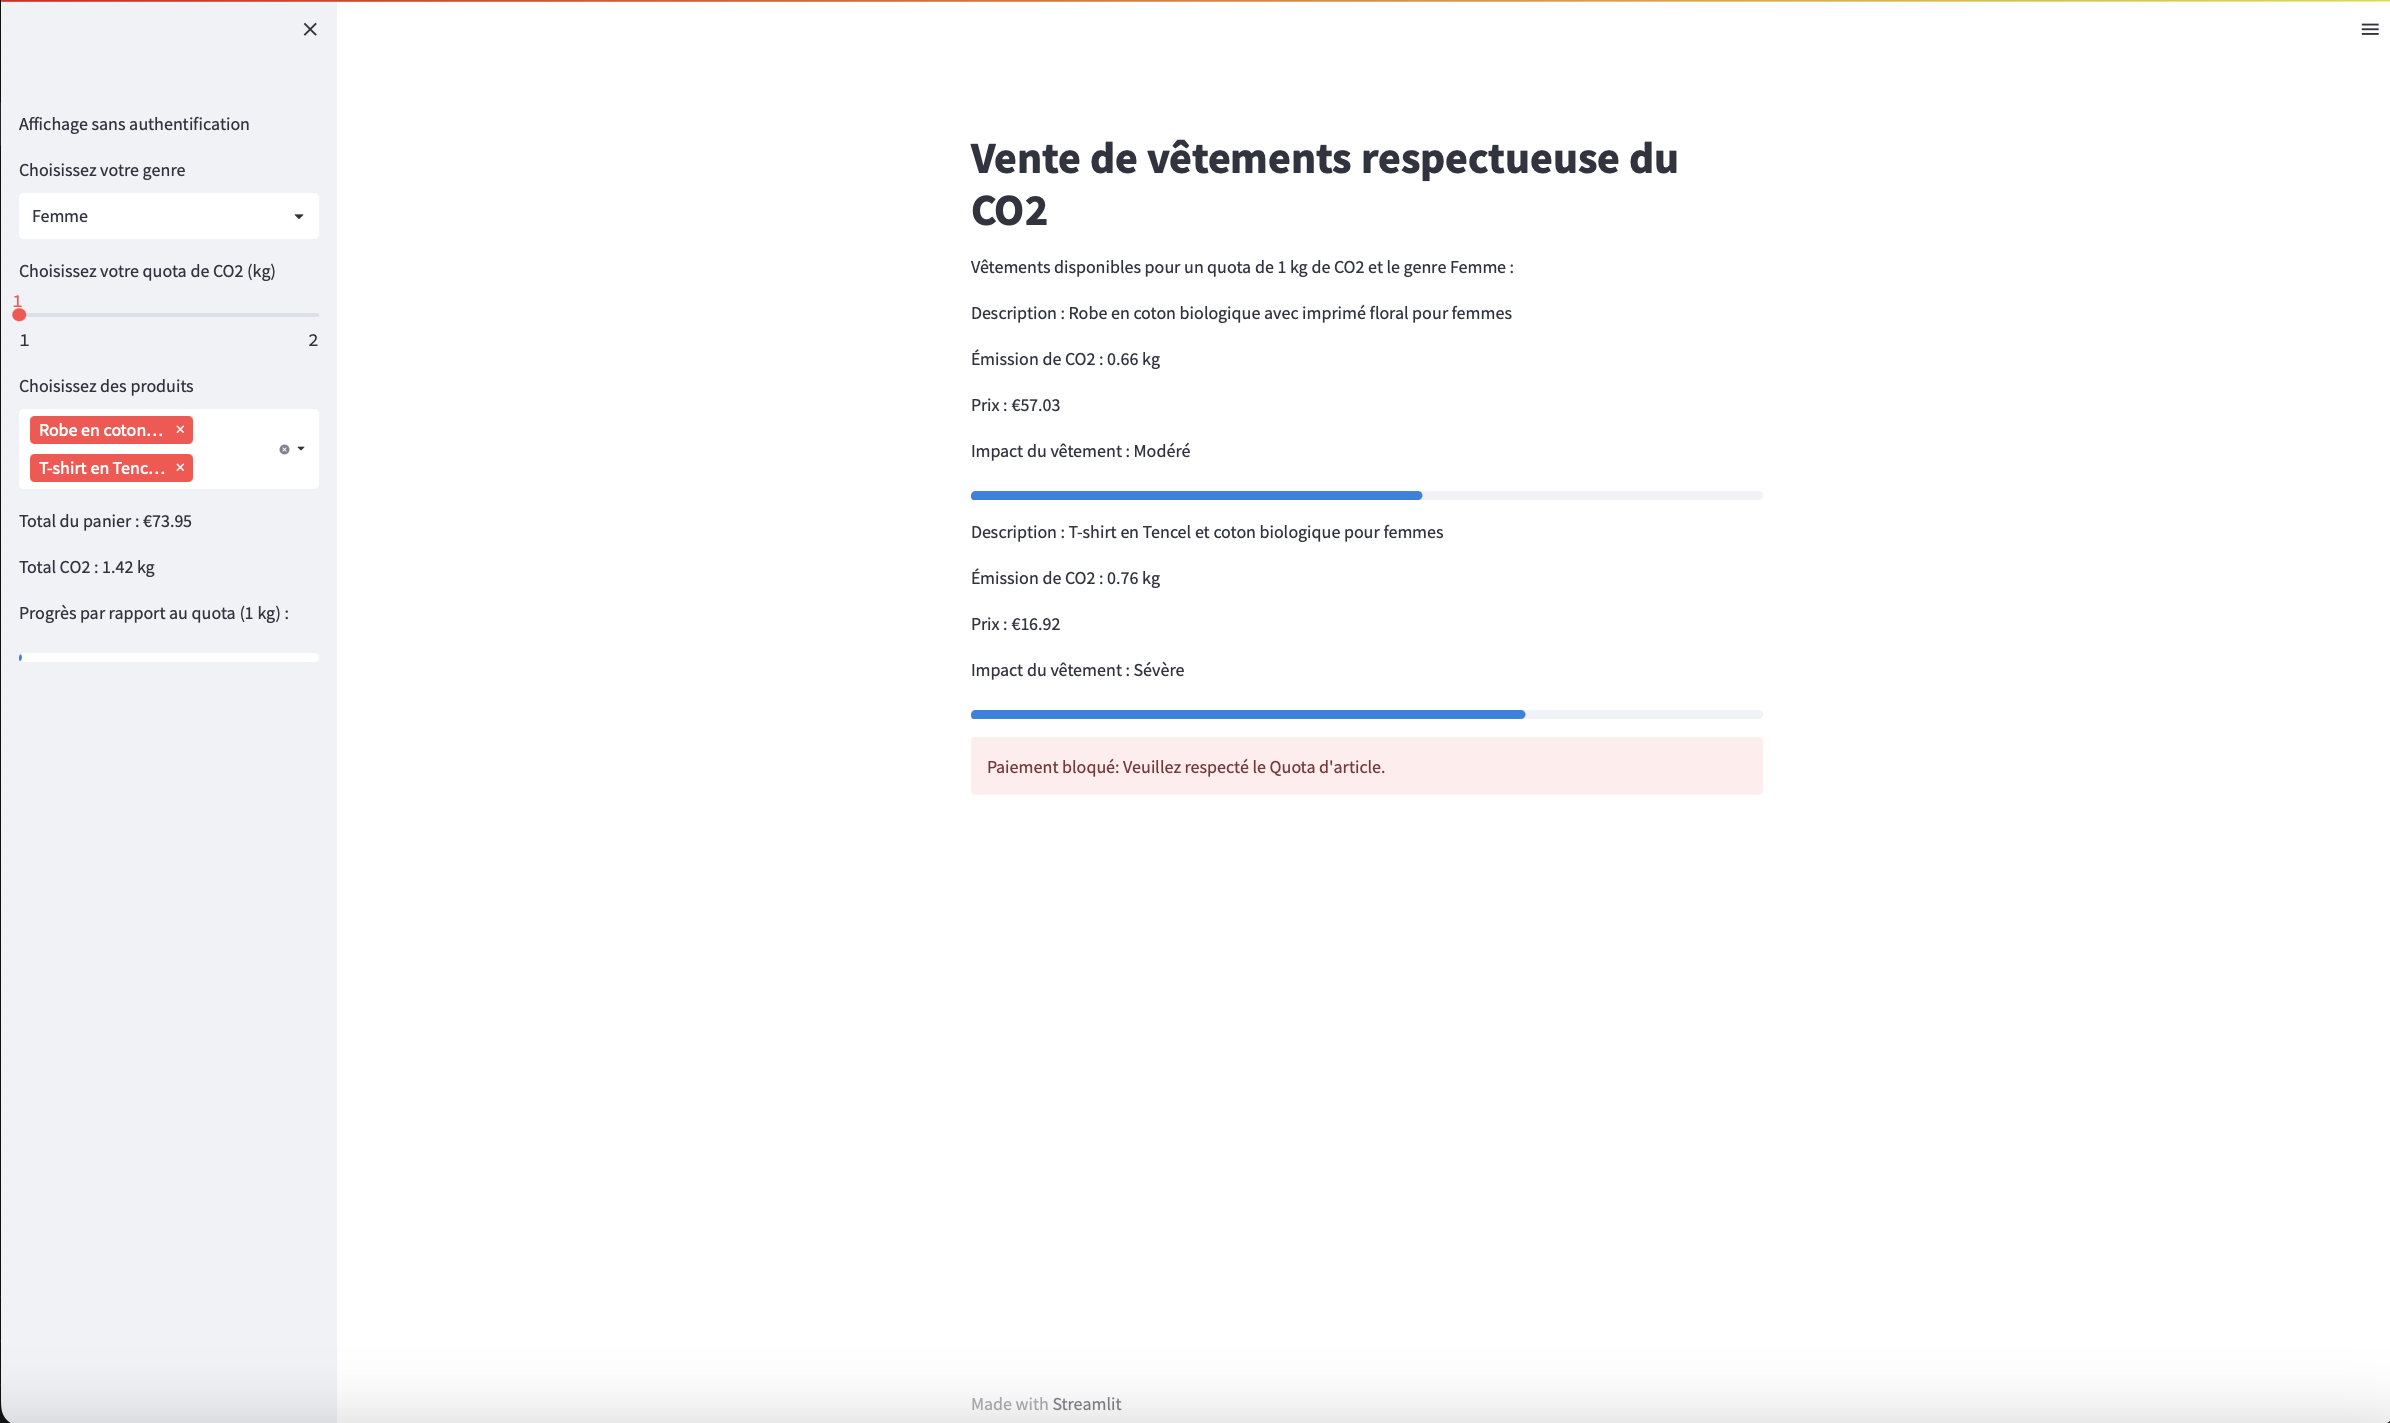 Affichage sans authentification
Choisissez votre genre
Femme
Choisissez votre quota de CO2 (kg)
1
1 2
Choisissez des produits
Robe en coton...
T-shirt en Tenc...
Total du panier : €73.95
Total CO2 : 1.42 kg
Progrès par rapport au quota (1 kg) :
Vente de vêtements respectueuse du
CO2
Vêtements disponibles pour un quota de 1 kg de CO2 et le genre Femme :
Description : Robe en coton biologique avec imprimé floral pour femmes
Émission de CO2 : 0.66 kg
Prix : €57.03
Impact du vêtement : Modéré
Description : T-shirt en Tencel et coton biologique pour femmes
Émission de CO2 : 0.76 kg
Prix : €16.92
Impact du vêtement : Sévère
Paiement bloqué: Veuillez respecté le Quota d'article.
Made with Streamlit